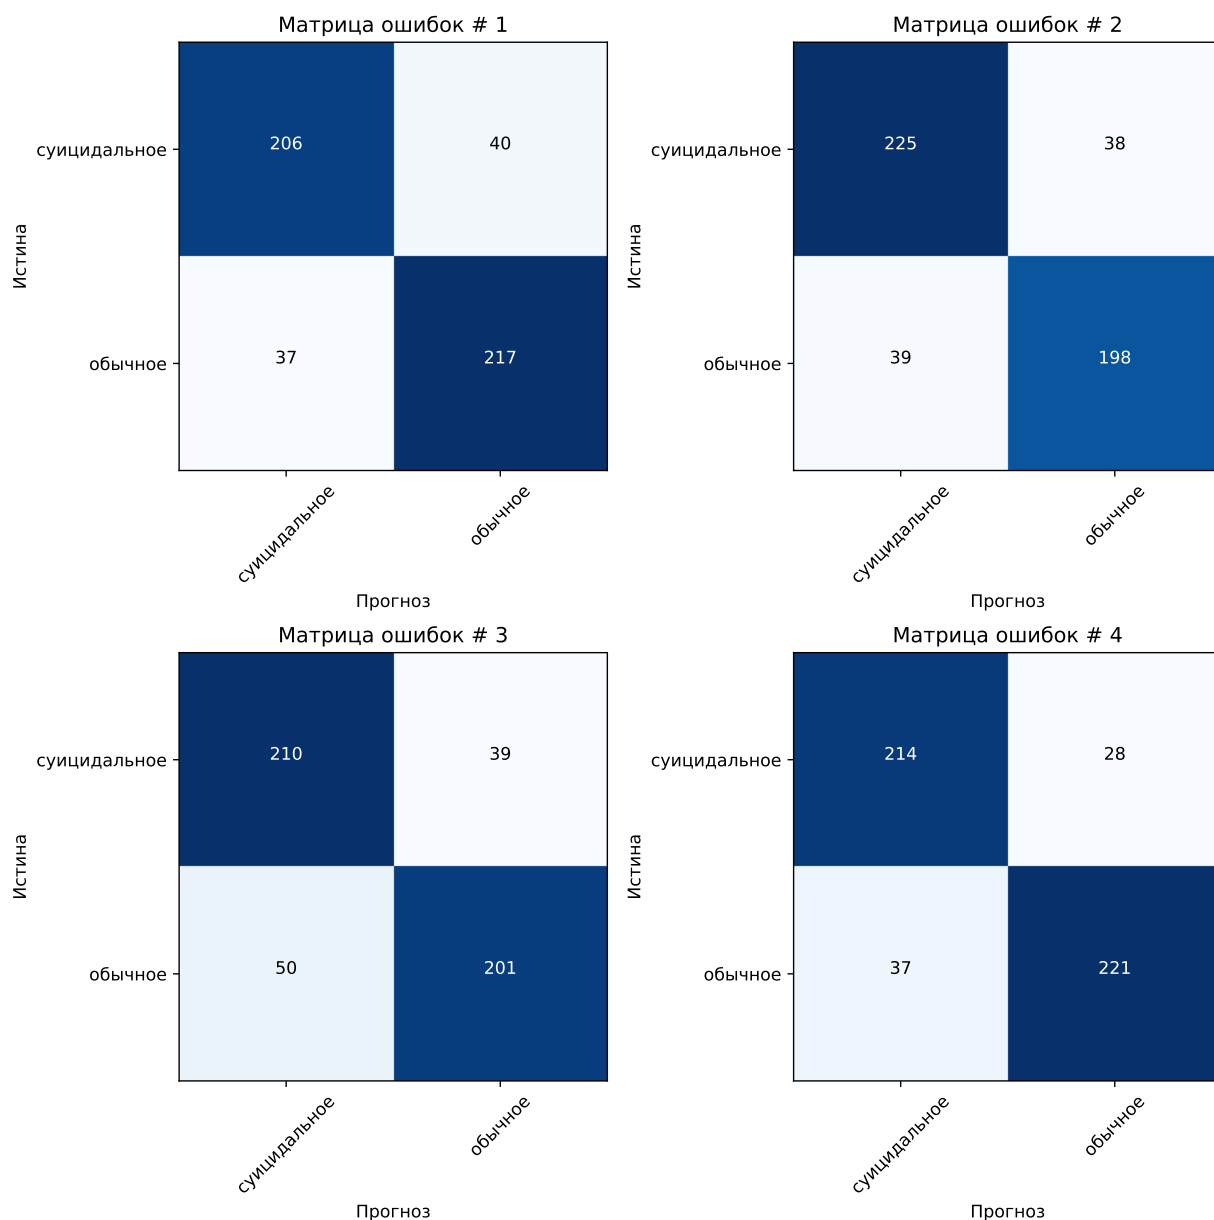 Матрица ошибок # 1
суицидальное
206
40
Истина
обычное
37
217
суицидальное
обычное
Прогноз
Матрица ошибок # 2
суицидальное
225
38
Истина
обычное
39
198
суицидальное
обычное
Прогноз
Матрица ошибок # 3
суицидальное
210
39
Истина
обычное
50
201
суицидальное
обычное
Прогноз
Матрица ошибок # 4
суицидальное
214
28
Истина
обычное
37
221
суицидальное
обычное
Прогноз